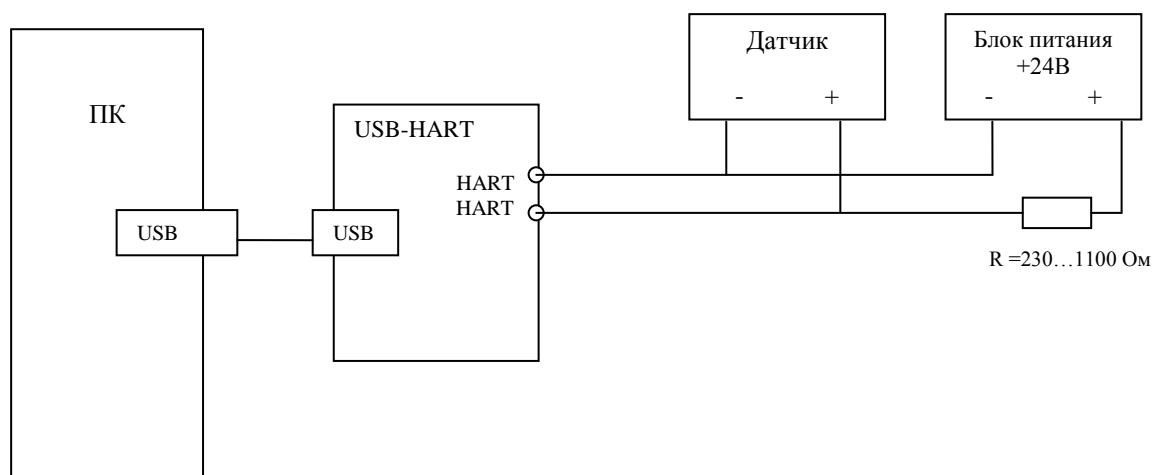 Датчик
- +
Блок питания
+24В
- +
ПК
USB-HART
HART
HART
USB
USB
R =230…1100 Ом